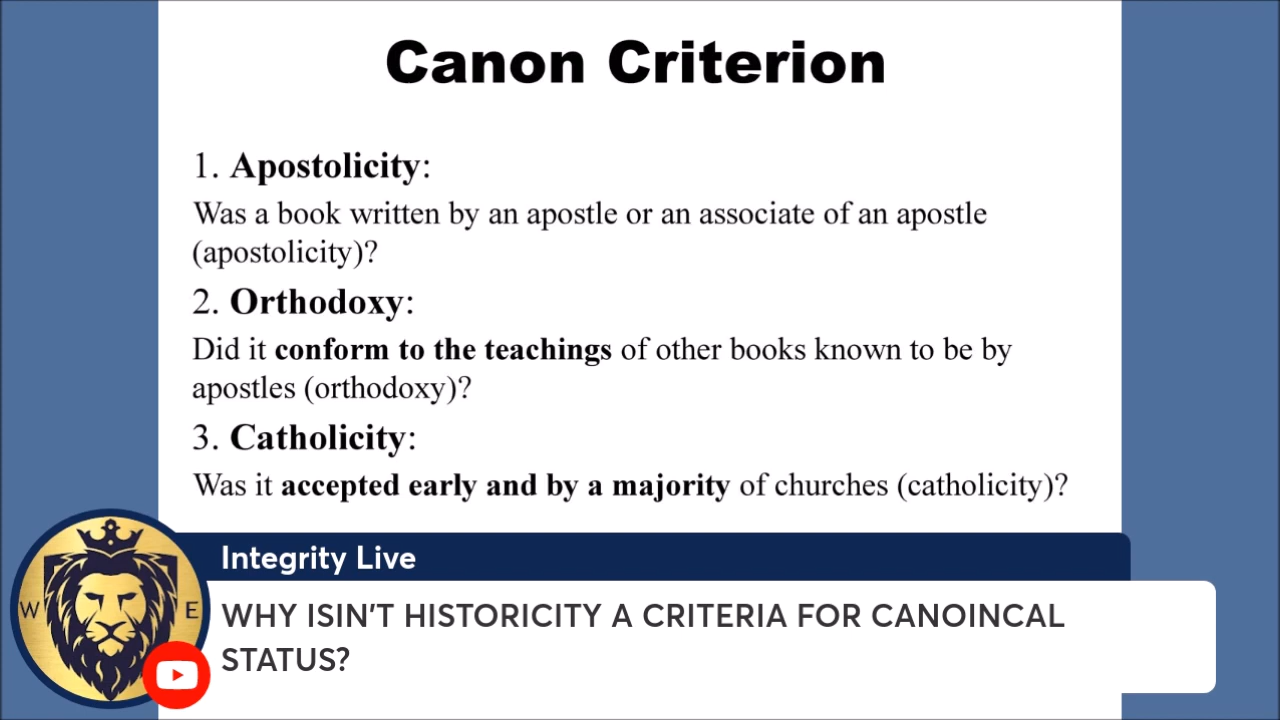 Canon Criterion
1. Apostolicity:
Was a book written by an apostle or an associate of an apostle
(apostolicity)?
2. Orthodoxy:
Did it conform to the teachings of other books known to be by
apostles (orthodoxy)?
3. Catholicity:
Was it accepted early and by a majority of churches (catholicity)?
Integrity Live
W E
WHY ISIN'T HISTORICITY A CRITERIA FOR CANOINCAL
STATUS?